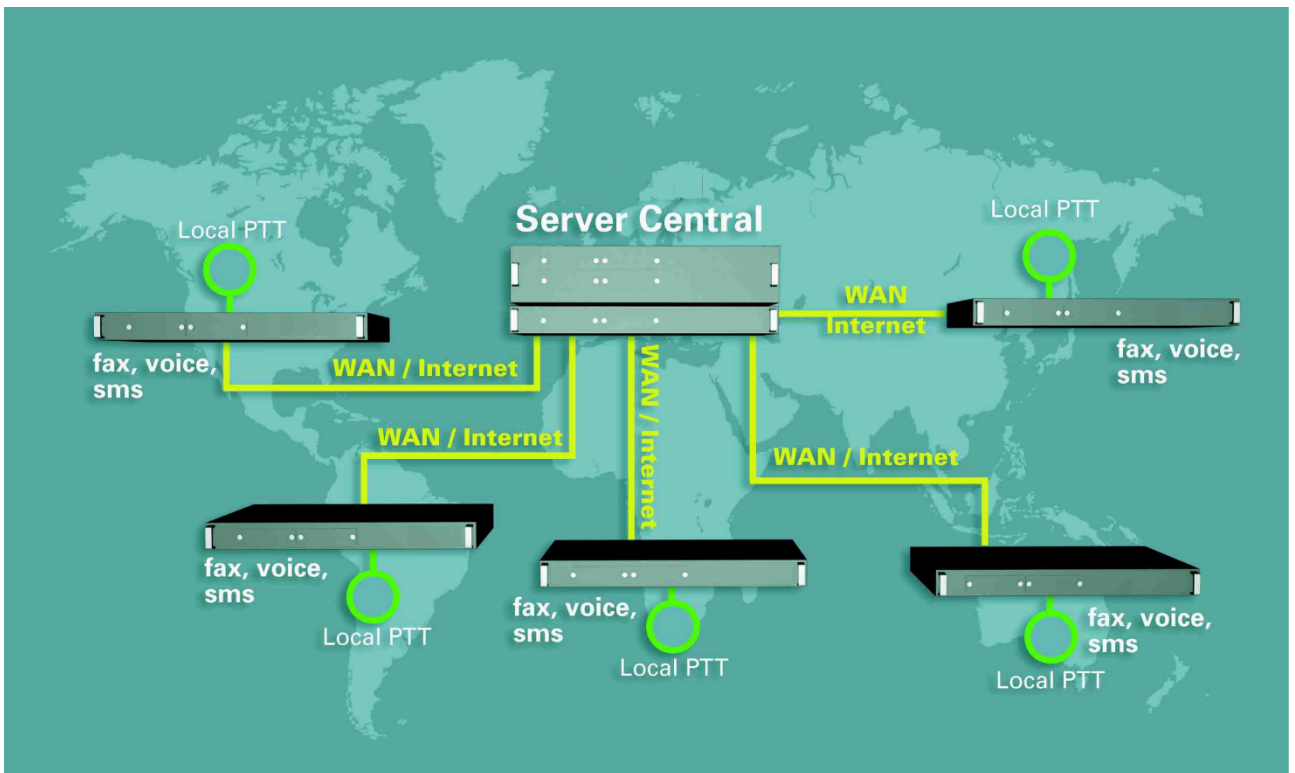 Local PTT
Server Central
Local PTT
WAN
Internet
fax, voice,
sms
WAN / Internet
WAN / Internet
fax, voice,
sms
WAN / Internet
WAN / Internet
fax, voice,
sms
Local PTT
fax, voice,
sms
Local PTT
fax, voice,
sms
Local PTT